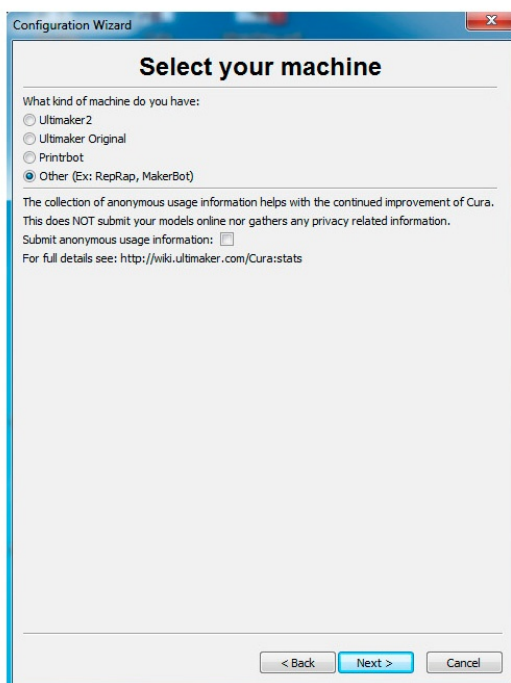 Configuration Wizard
Select your machine
What kind of machine do you have:
Ultimaker2
Ultimaker Original
Printrbot
Other (Ex: RepRap, MakerBot)
The collection of anonymous usage information helps with the continued improvement of Cura.
This does NOT submit your models online nor gathers any privacy related information.
Submit anonymous usage information:
For full details see: http://wiki.ultimaker.com/Cura:stats
< Back Next > Cancel